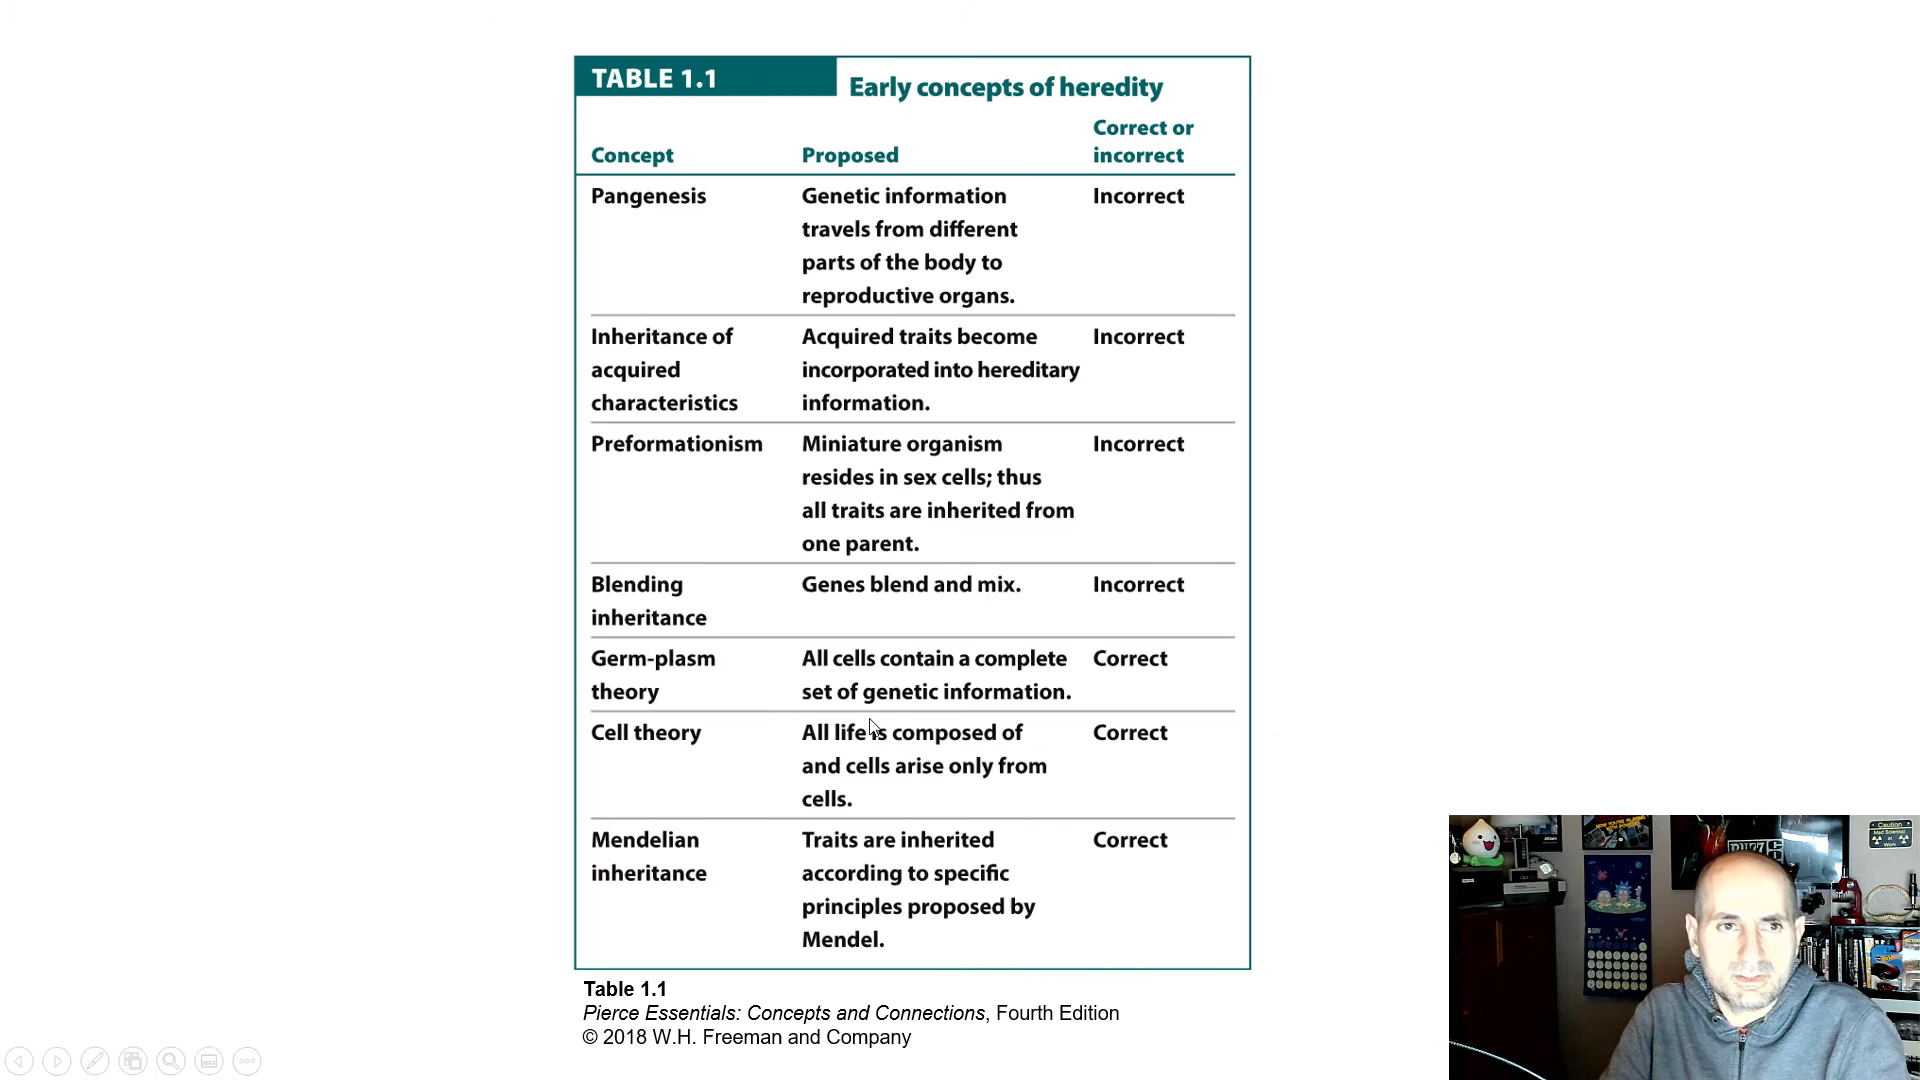 TABLE 1.1
Early concepts of heredity
Concept
Proposed
Correct or
incorrect
Pangenesis
Genetic information
travels from different
parts of the body to
reproductive organs.
Incorrect
Inheritance of
acquired
characteristics
Acquired traits become
incorporated into hereditary
information.
Incorrect
Preformationism
Miniature organism
resides in sex cells; thus
all traits are inherited from
one parent.
Incorrect
Blending
inheritance
Genes blend and mix.
Incorrect
Germ-plasm
theory
All cells contain a complete
set of genetic information.
Correct
Cell theory
All life is composed of
and cells arise only from
cells.
Correct
Mendelian
inheritance
Traits are inherited
according to specific
principles proposed by
Mendel.
Correct
Table 1.1
Pierce Essentials: Concepts and Connections, Fourth Edition
© 2018 W.H. Freeman and Company
Caution
Mad Scientist
at
Work